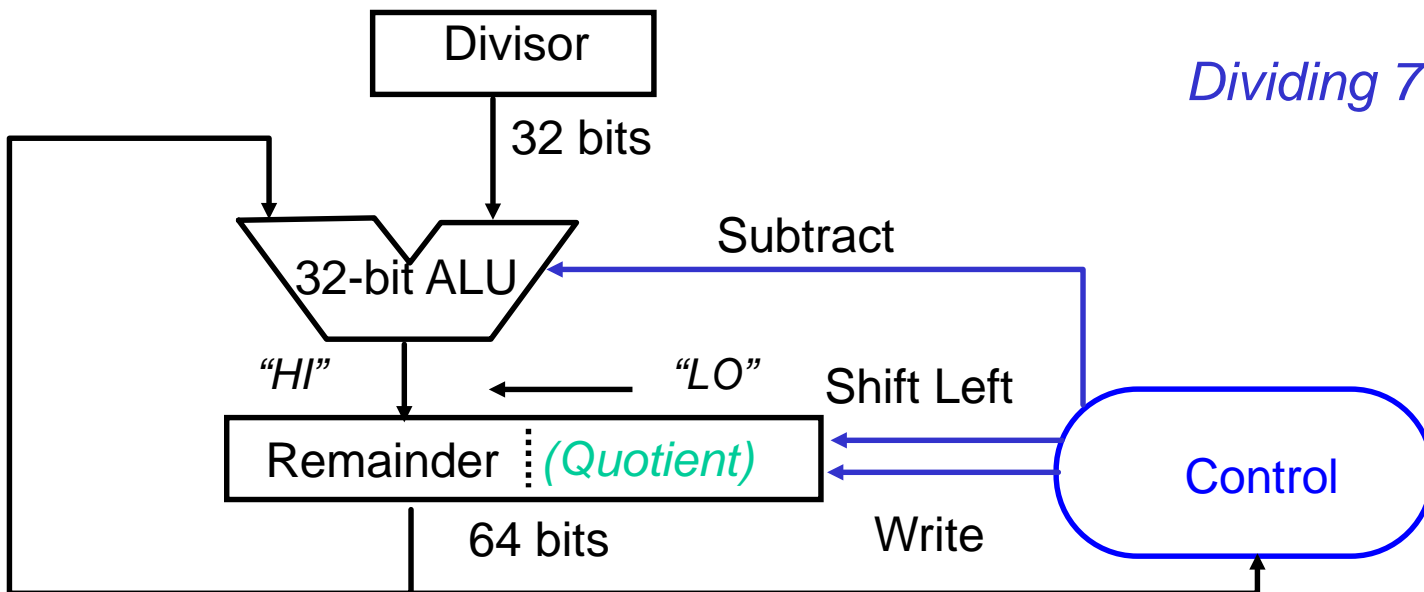 Divisor
Dividing 7
32 bits
Subtract
32-bit ALU
“HI”
“LO”
Shift Left
Remainder
(Quotient)
Control
64 bits
Write